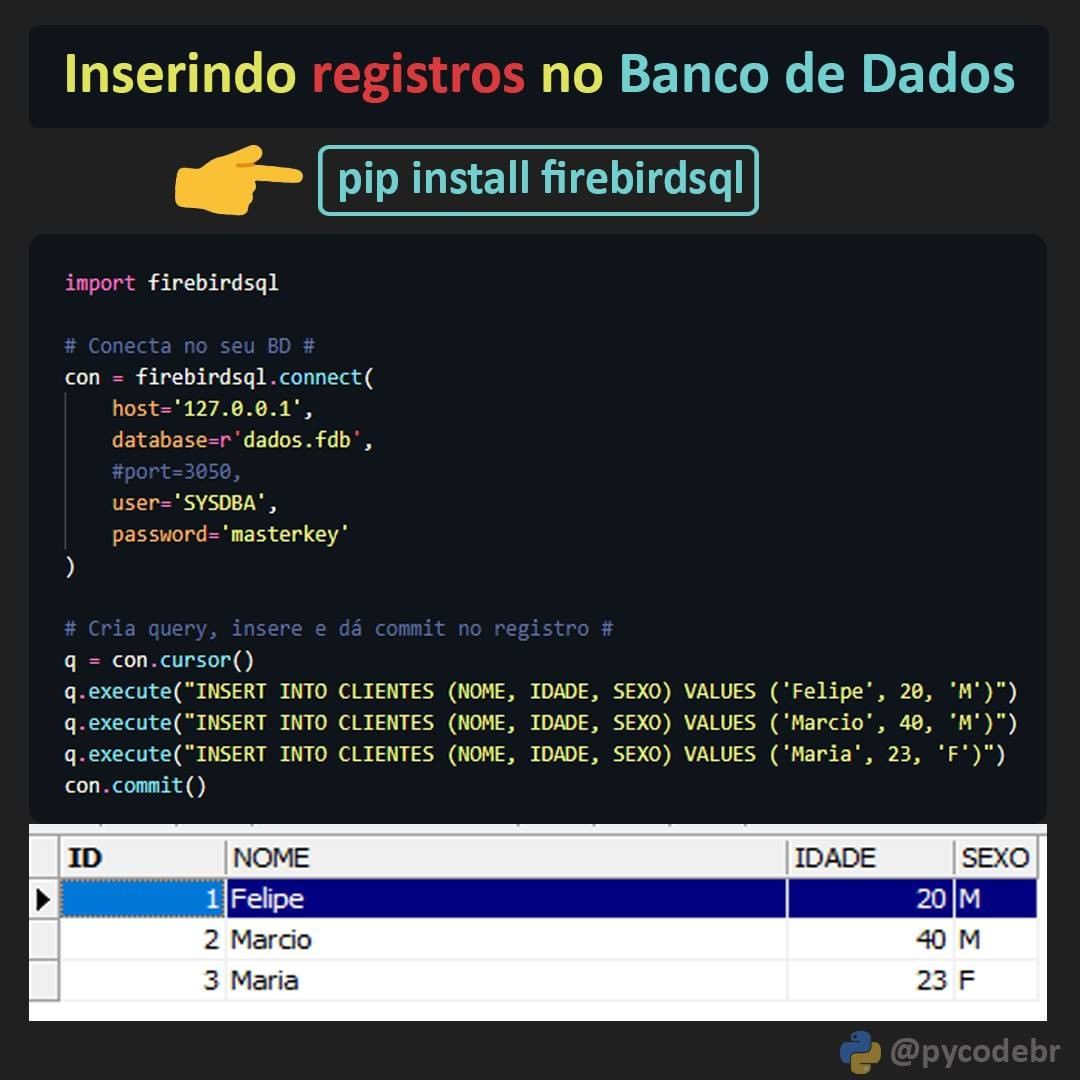 Inserindo registros no Banco de Dados
pip install firebirdsql
import firebirdsql
# Conecta no seu BD #
con = firebirdsql.connect(
    host='127.0.0.1',
    database=r'dados.fdb',
    #port=3050,
    user='SYSDBA',
    password='masterkey'
)
# Cria query, insere e dá commit no registro #
q = con.cursor()
q.execute("INSERT INTO CLIENTES (NOME, IDADE, SEXO) VALUES ('Felipe', 20, 'M')")
q.execute("INSERT INTO CLIENTES (NOME, IDADE, SEXO) VALUES ('Marcio', 40, 'M')")
q.execute("INSERT INTO CLIENTES (NOME, IDADE, SEXO) VALUES ('Maria', 23, 'F')")
con.commit()
ID NOME IDADE SEXO
1 Felipe 20 M
2 Marcio 40 M
3 Maria 23 F
@pycodebr